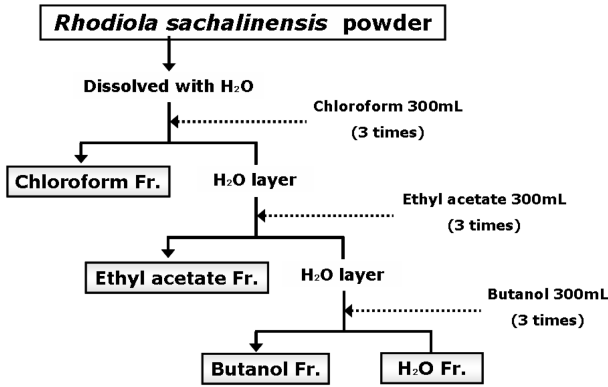 Rhodiola sachalinensis powder
Dissolved with H₂O
Chloroform 300mL
(3 times)
Chloroform Fr.
H₂O layer
Ethyl acetate 300mL
(3 times)
Ethyl acetate Fr.
H₂O layer
Butanol 300mL
(3 times)
Butanol Fr.
H₂O Fr.